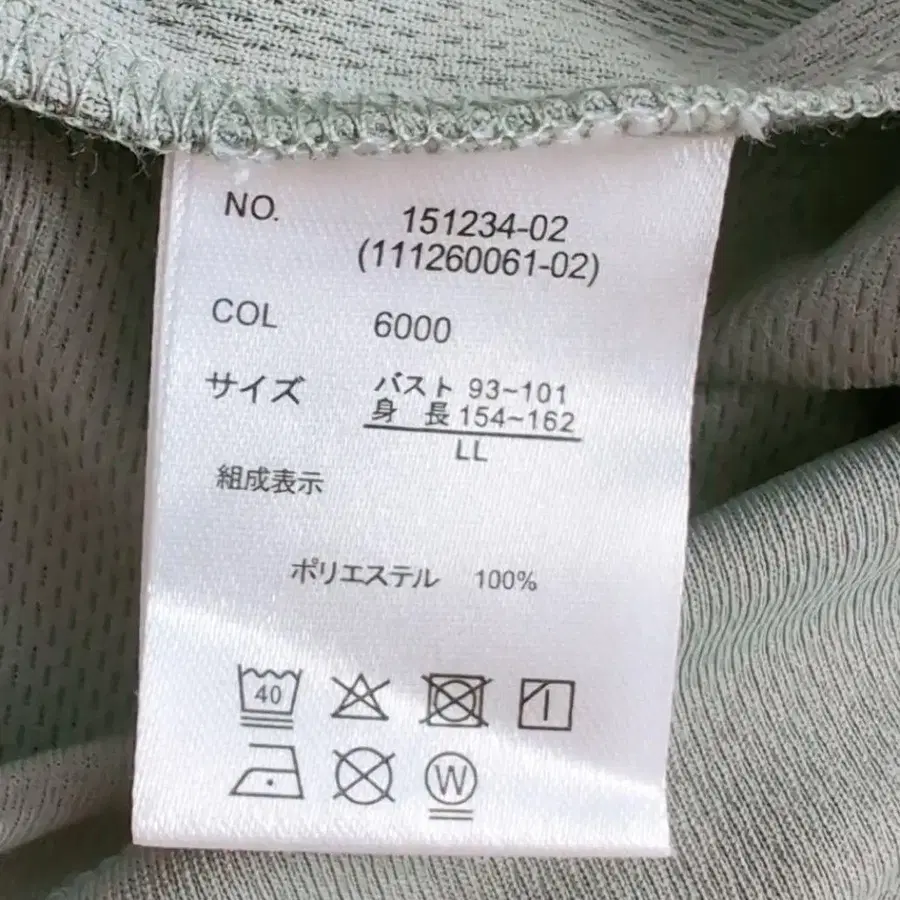 NO. 151234-02
(111260061-02)
COL 6000
サイズ バスト 93~101
身 長 154~162
LL
組成表示
ポリエステル 100%
40
W